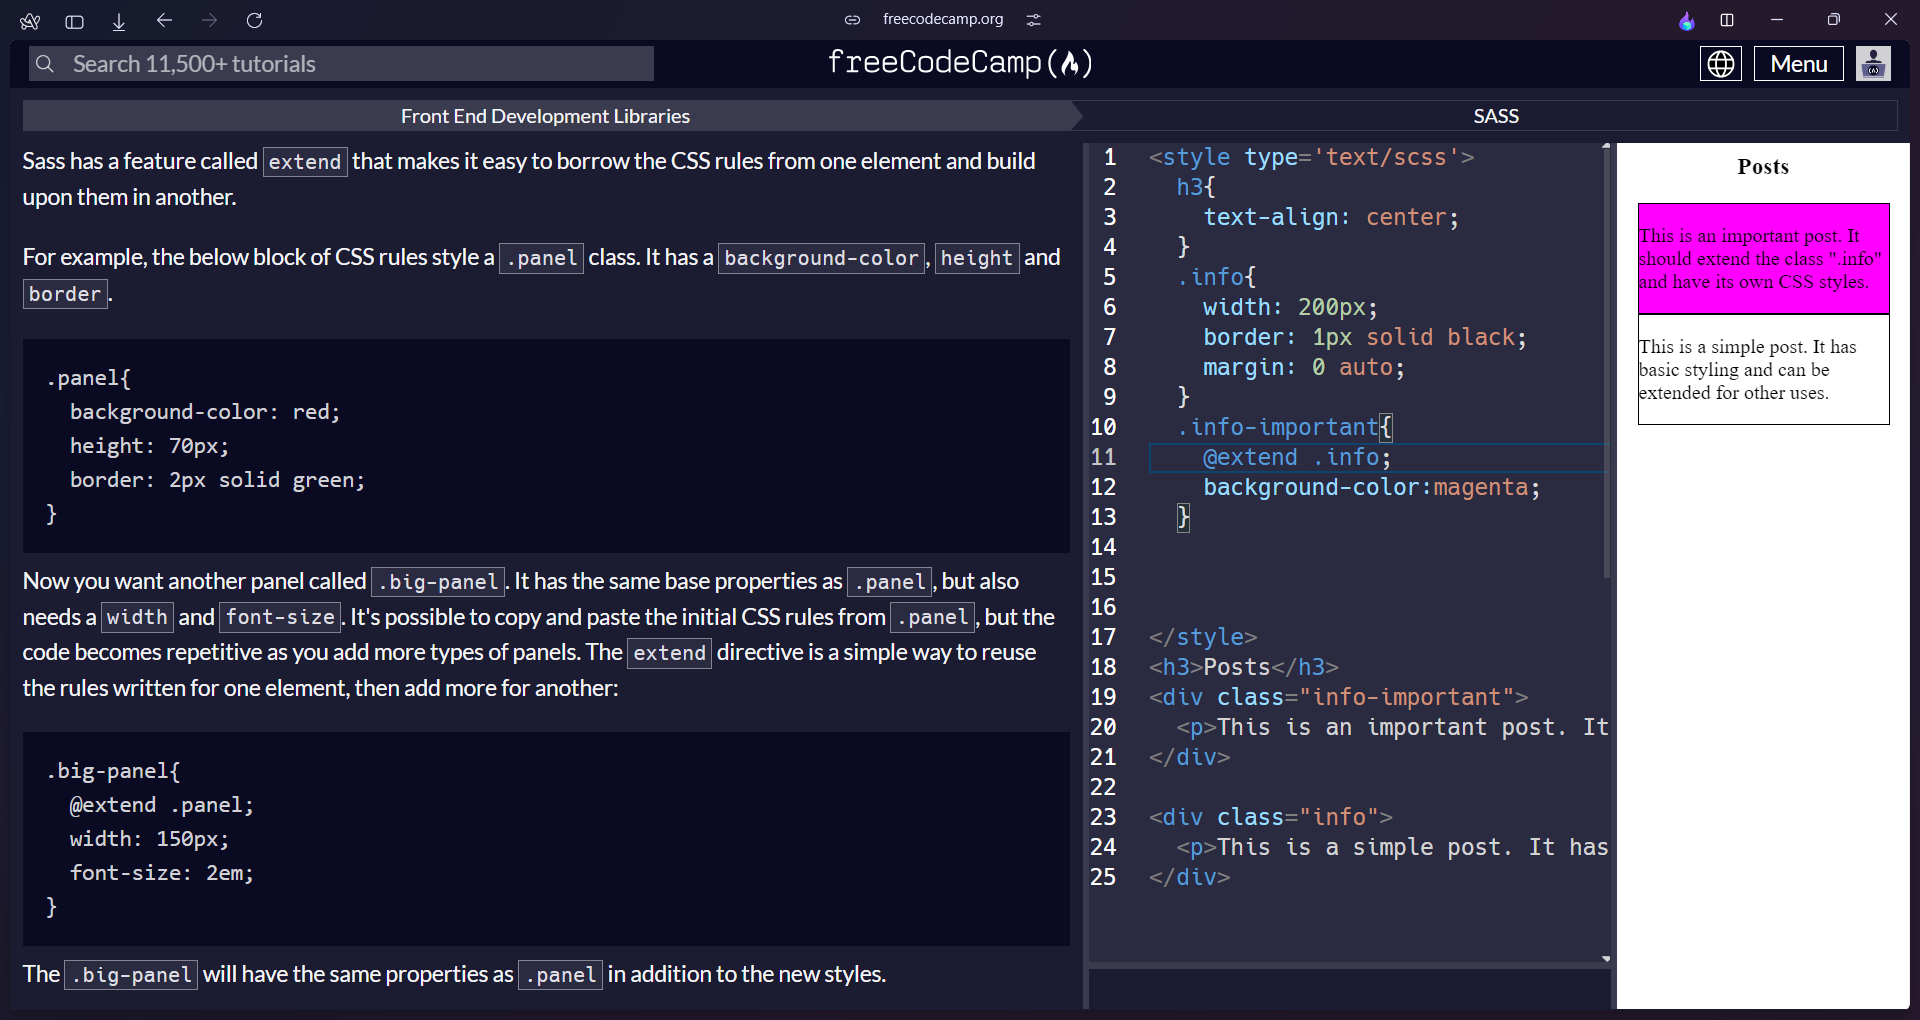 freecodecamp.org
Search 11,500+ tutorials
freeCodeCamp
Menu
Front End Development Libraries
SASS
Sass has a feature called extend that makes it easy to borrow the CSS rules from one element and build
upon them in another.
For example, the below block of CSS rules style a .panel class. It has a background-color, height and
border.
.panel{
  background-color: red;
  height: 70px;
  border: 2px solid green;
}
Now you want another panel called .big-panel. It has the same base properties as .panel, but also
needs a width and font-size. It's possible to copy and paste the initial CSS rules from .panel, but the
code becomes repetitive as you add more types of panels. The extend directive is a simple way to reuse
the rules written for one element, then add more for another:
.big-panel{
  @extend .panel;
  width: 150px;
  font-size: 2em;
}
The .big-panel will have the same properties as .panel in addition to the new styles.
1 <style type='text/scss'>
2   h3{
3     text-align: center;
4   }
5   .info{
6     width: 200px;
7     border: 1px solid black;
8     margin: 0 auto;
9   }
10   .info-important{
11     @extend .info;
12     background-color:magenta;
13   }
14
15
16
17 </style>
18 <h3>Posts</h3>
19 <div class="info-important">
20   <p>This is an important post. It
21 </div>
22
23 <div class="info">
24   <p>This is a simple post. It has
25 </div>
Posts
This is an important post. It
should extend the class ".info"
and have its own CSS styles.
This is a simple post. It has
basic styling and can be
extended for other uses.